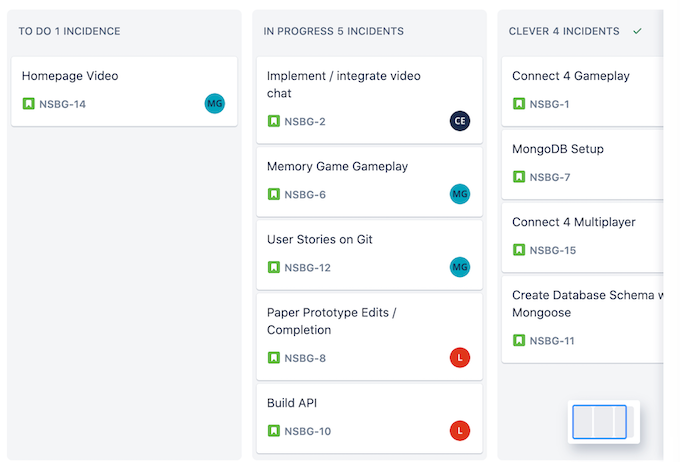 TO DO 1 INCIDENCE
Homepage Video
NSBG-14
MG
IN PROGRESS 5 INCIDENTS
Implement / integrate video
chat
NSBG-2
CE
Memory Game Gameplay
NSBG-6
MG
User Stories on Git
NSBG-12
MG
Paper Prototype Edits /
Completion
NSBG-8
L
Build API
NSBG-10
L
CLEVER 4 INCIDENTS
Connect 4 Gameplay
NSBG-1
MongoDB Setup
NSBG-7
Connect 4 Multiplayer
NSBG-15
Create Database Schema
Mongoose
NSBG-11